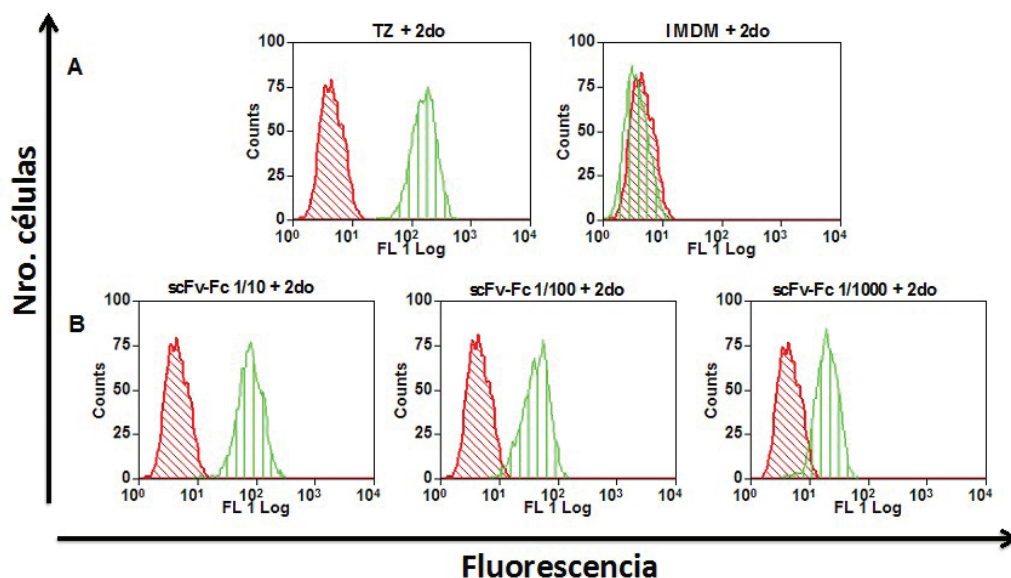 Nro. células
A
TZ + 2do
Counts
100
75
50
25
0
10⁰ 10¹ 10² 10³ 10⁴
FL 1 Log
IMDM + 2do
Counts
100
75
50
25
0
10⁰ 10¹ 10² 10³ 10⁴
FL 1 Log
B
scFv-Fc 1/10 + 2do
Counts
100
75
50
25
0
10⁰ 10¹ 10² 10³ 10⁴
FL 1 Log
scFv-Fc 1/100 + 2do
Counts
100
75
50
25
0
10⁰ 10¹ 10² 10³ 10⁴
FL 1 Log
scFv-Fc 1/1000 + 2do
Counts
100
75
50
25
0
10⁰ 10¹ 10² 10³ 10⁴
FL 1 Log
Fluorescencia